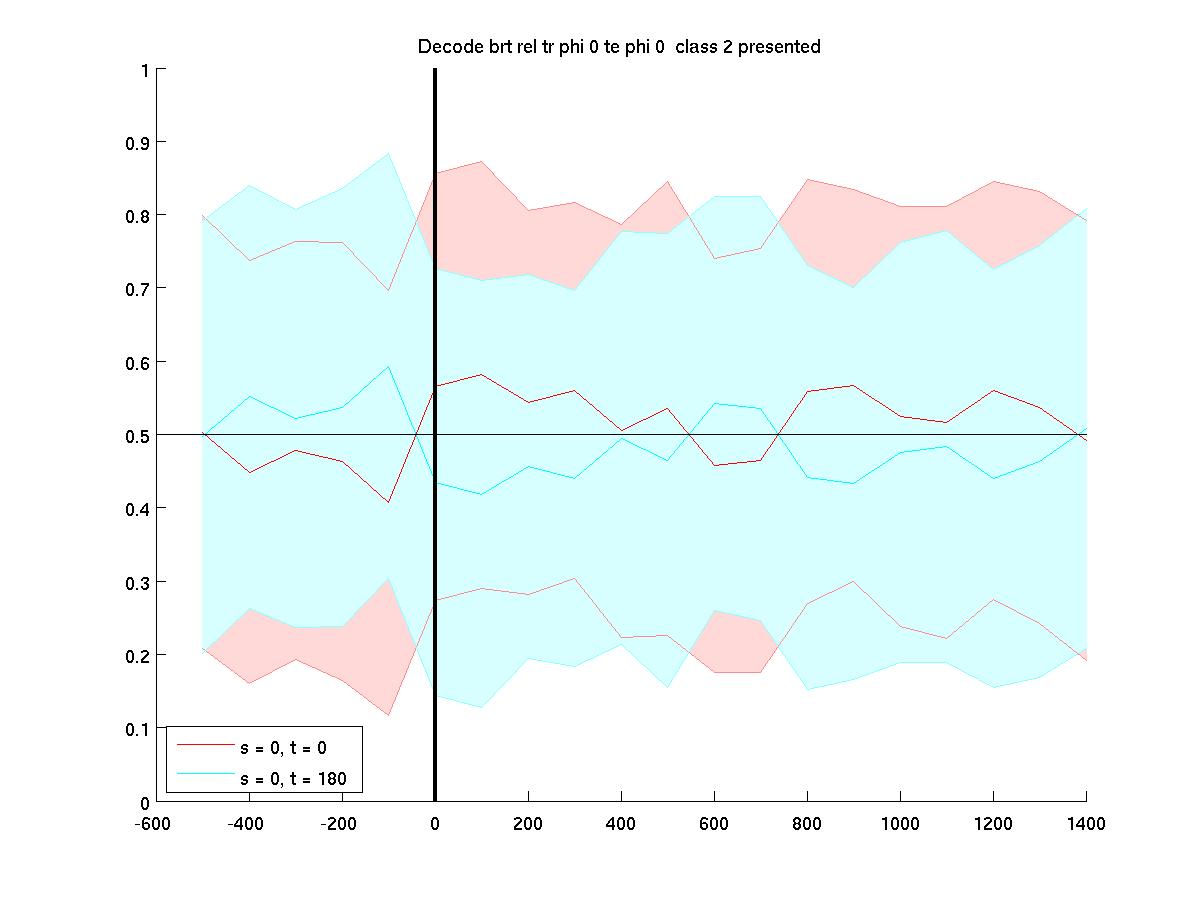 Decode brt rel tr phi 0 te phi 0 class 2 presented
1
0.9
0.8
0.7
0.6
0.5
0.4
0.3
0.2
0.1
0
s = 0, t = 0
s = 0, t = 180
-600 -400 -200 0 200 400 600 800 1000 1200 1400